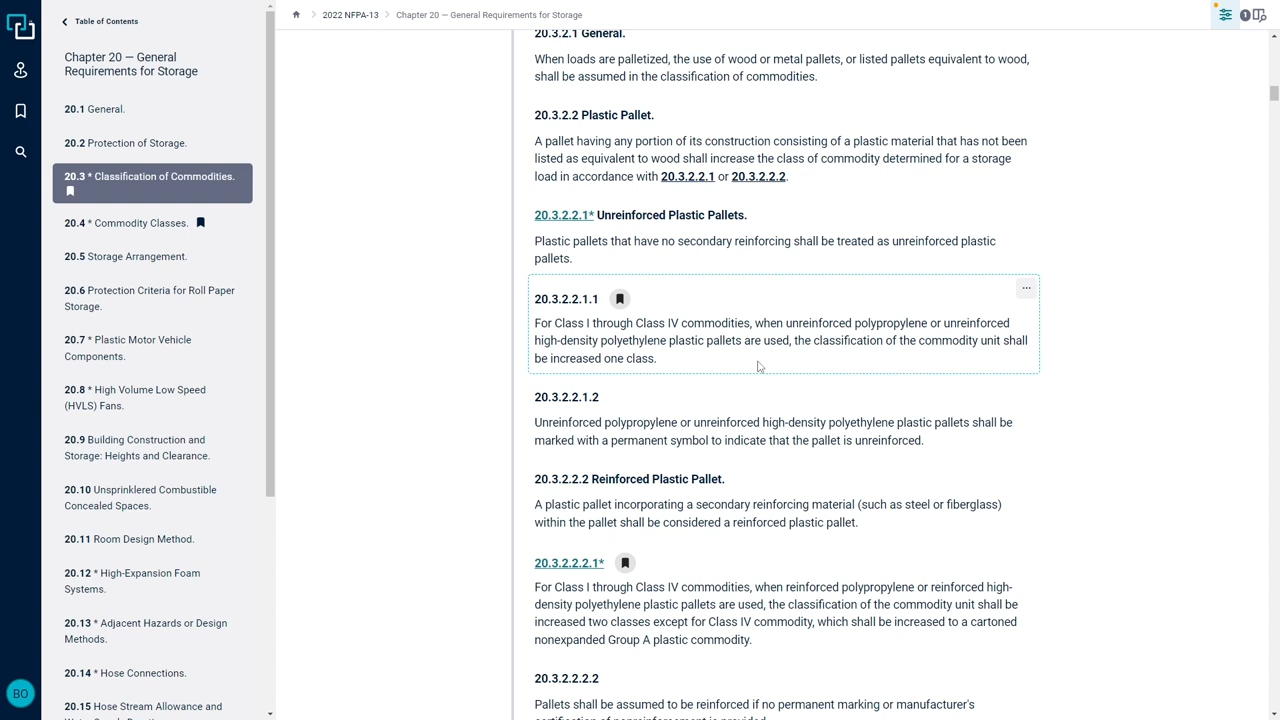 Table of Contents
2022 NFPA-13
Chapter 20 — General Requirements for Storage
1
Chapter 20 — General
Requirements for Storage
20.1 General.
20.2 Protection of Storage.
20.3 * Classification of Commodities.
20.4 * Commodity Classes.
20.5 Storage Arrangement.
20.6 Protection Criteria for Roll Paper
Storage.
20.7 * Plastic Motor Vehicle
Components.
20.8 * High Volume Low Speed
(HVLS) Fans.
20.9 Building Construction and
Storage: Heights and Clearance.
20.10 Unsprinklered Combustible
Concealed Spaces.
20.11 Room Design Method.
20.12 * High-Expansion Foam
Systems.
20.13 * Adjacent Hazards or Design
Methods.
20.14 * Hose Connections.
20.15 Hose Stream Allowance and
BO
20.3.2.1 General.
When loads are palletized, the use of wood or metal pallets, or listed pallets equivalent to wood,
shall be assumed in the classification of commodities.
20.3.2.2 Plastic Pallet.
A pallet having any portion of its construction consisting of a plastic material that has not been
listed as equivalent to wood shall increase the class of commodity determined for a storage
load in accordance with 20.3.2.2.1 or 20.3.2.2.2.
20.3.2.2.1* Unreinforced Plastic Pallets.
Plastic pallets that have no secondary reinforcing shall be treated as unreinforced plastic
pallets.
20.3.2.2.1.1
For Class I through Class IV commodities, when unreinforced polypropylene or unreinforced
high-density polyethylene plastic pallets are used, the classification of the commodity unit shall
be increased one class.
20.3.2.2.1.2
Unreinforced polypropylene or unreinforced high-density polyethylene plastic pallets shall be
marked with a permanent symbol to indicate that the pallet is unreinforced.
20.3.2.2.2 Reinforced Plastic Pallet.
A plastic pallet incorporating a secondary reinforcing material (such as steel or fiberglass)
within the pallet shall be considered a reinforced plastic pallet.
20.3.2.2.2.1*
For Class I through Class IV commodities, when reinforced polypropylene or reinforced high-
density polyethylene plastic pallets are used, the classification of the commodity unit shall be
increased two classes except for Class IV commodity, which shall be increased to a cartoned
nonexpanded Group A plastic commodity.
20.3.2.2.2.2
Pallets shall be assumed to be reinforced if no permanent marking or manufacturer's